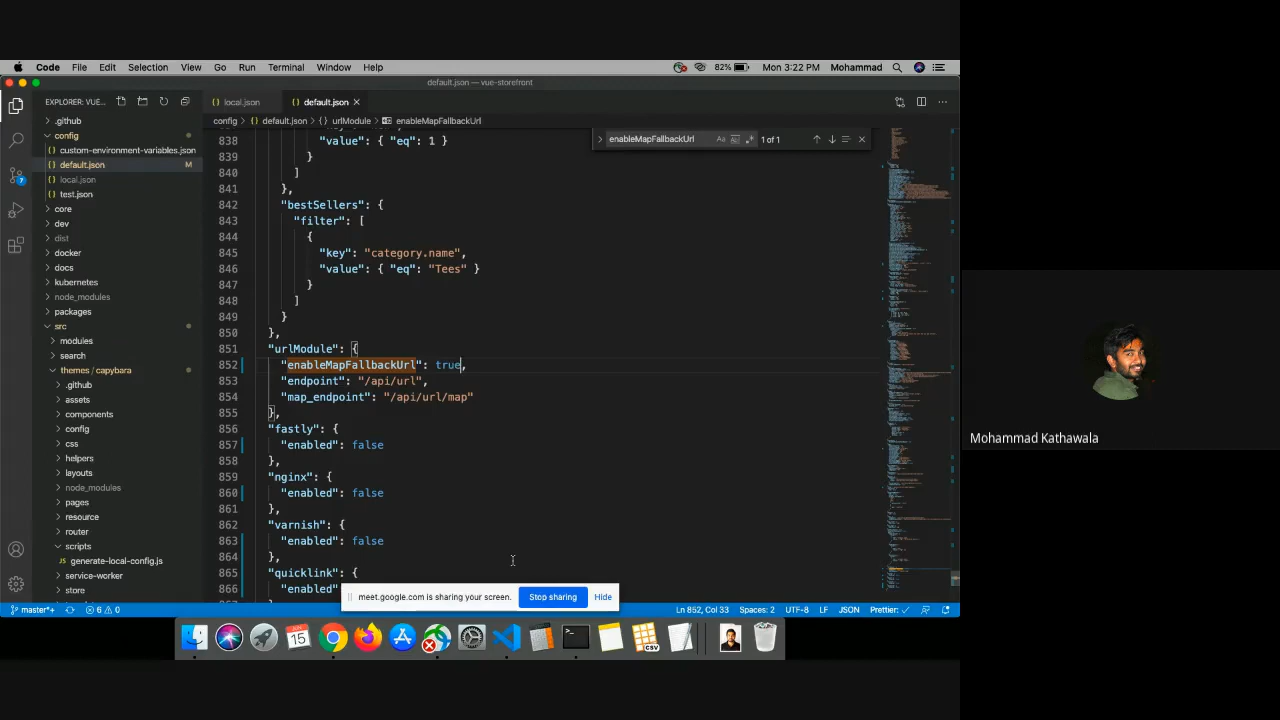 Code File Edit Selection View Go Run Terminal Window Help 82% Mon 3:22 PM Mohammad
default.json — vue-storefront
EXPLORER: VUE...
local.json
default.json
config > default.json > {} urlModule > enableMapFallbackUrl
enableMapFallbackUrl Aa 1 of 1
.github
config
custom-environment-variables.json
default.json M
local.json
test.json
core
dev
dist
docker
docs
kubernetes
node_modules
packages
src
modules
search
themes / capybara
.github
assets
components
config
css
helpers
layouts
node_modules
pages
resource
router
scripts
JS generate-local-config.js
service-worker
store
7
838 "value": { "eq": 1 }
839 }
840 ]
841 },
842 "bestSellers": {
843 "filter": [
844 {
845 "key": "category.name",
846 "value": { "eq": "Tees" }
847 }
848 ]
849 }
850 },
851 "urlModule": {
852 "enableMapFallbackUrl": true,
853 "endpoint": "/api/url",
854 "map_endpoint": "/api/url/map"
855 },
856 "fastly": {
857 "enabled": false
858 },
859 "nginx": {
860 "enabled": false
861 },
862 "varnish": {
863 "enabled": false
864 },
865 "quicklink": {
866 "enabled"
meet.google.com is sharing your screen. Stop sharing Hide
master*+ 6 0 Ln 852, Col 33 Spaces: 2 UTF-8 LF JSON Prettier: ✓
15
CSV
Mohammad Kathawala